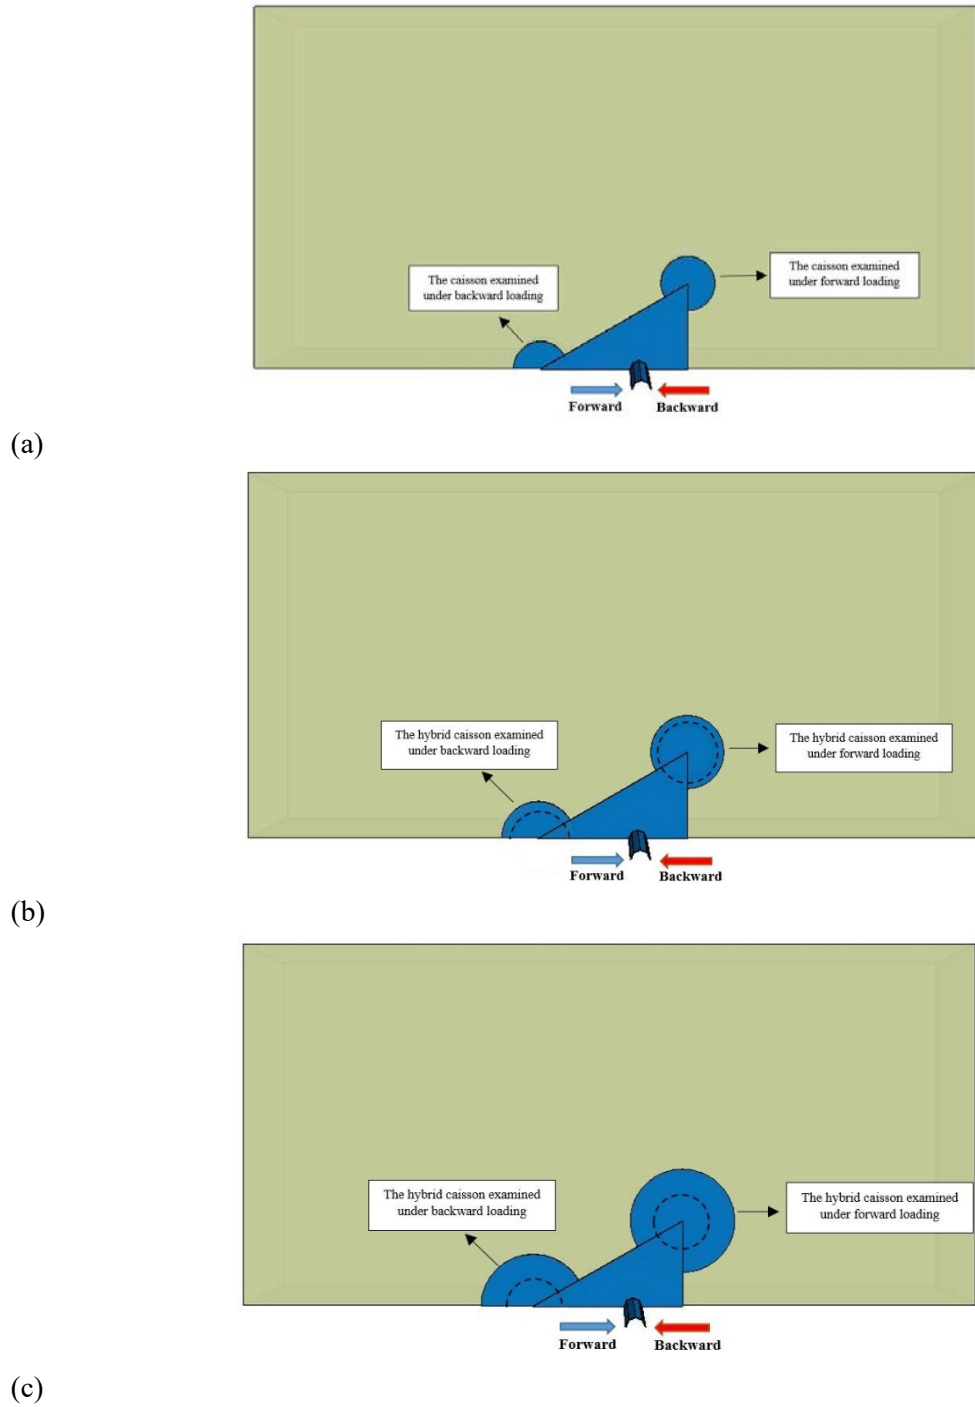 The caisson examined
under backward loading
The caisson examined
under forward loading
Forward
Backward
(a)
The hybrid caisson examined
under backward loading
The hybrid caisson examined
under forward loading
Forward
Backward
(b)
The hybrid caisson examined
under backward loading
The hybrid caisson examined
under forward loading
Forward
Backward
(c)